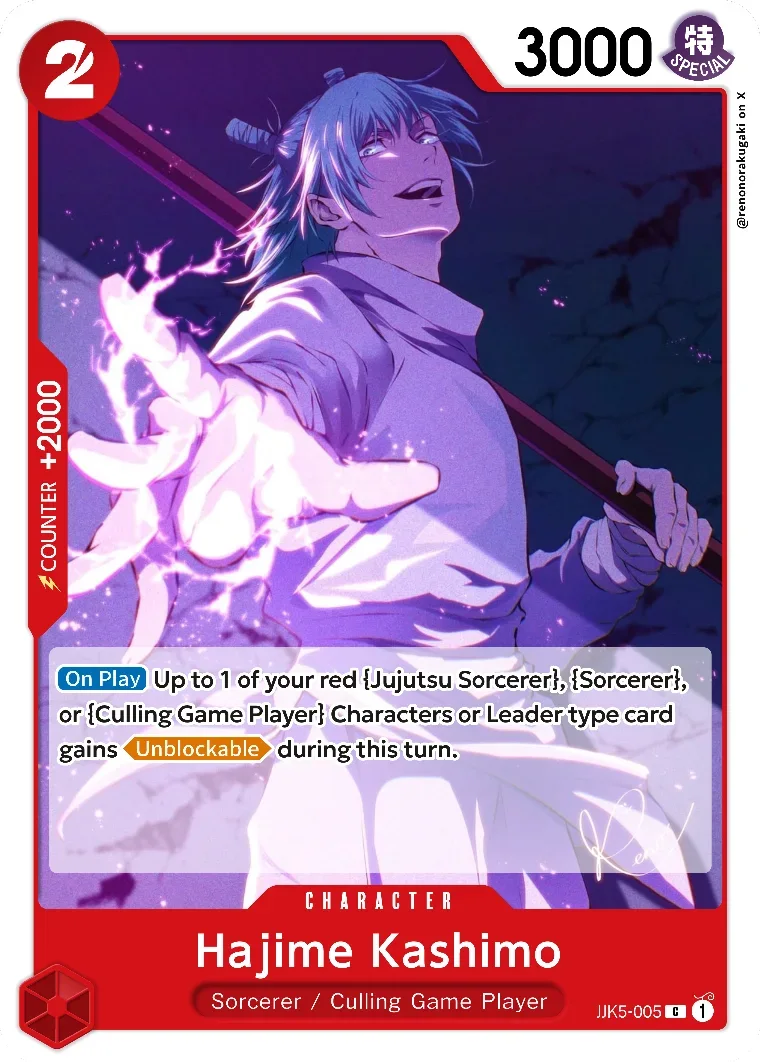 2
3000
特
SPECIAL
@renonorakugaki on X
COUNTER +2000
On Play Up to 1 of your red {Jujutsu Sorcerer}, {Sorcerer},
or {Culling Game Player} Characters or Leader type card
gains Unblockable during this turn.
CHARACTER
Hajime Kashimo
Sorcerer / Culling Game Player
JJK5-005 C 1